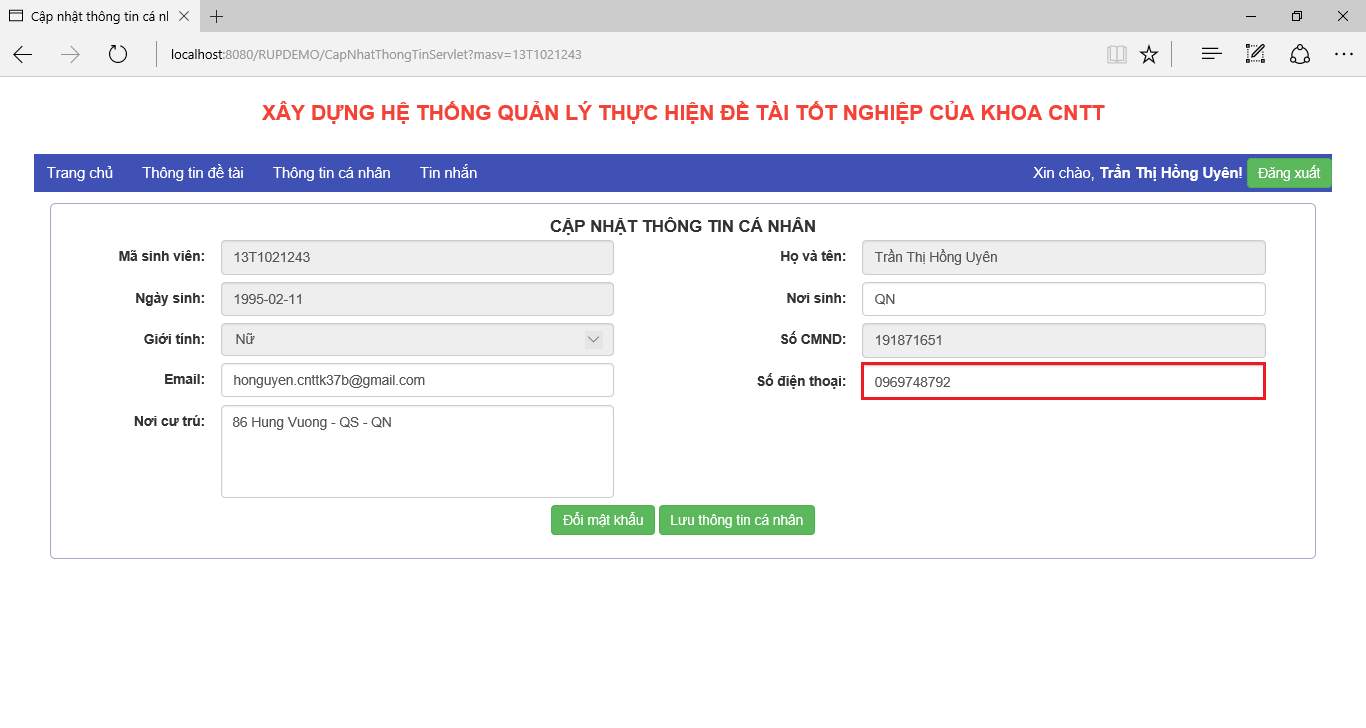 Cập nhật thông tin cá nl
localhost:8080/RUPDEMO/CapNhatThongTinServlet?masv=13T1021243
XÂY DỰNG HỆ THỐNG QUẢN LÝ THỰC HIỆN ĐỀ TÀI TỐT NGHIỆP CỦA KHOA CNTT
Trang chủ Thông tin đề tài Thông tin cá nhân Tin nhắn Xin chào, Trần Thị Hồng Uyên! Đăng xuất
CẬP NHẬT THÔNG TIN CÁ NHÂN
Mã sinh viên: 13T1021243 Họ và tên: Trần Thị Hồng Uyên
Ngày sinh: 1995-02-11 Nơi sinh: QN
Giới tính: Nữ Số CMND: 191871651
Email: honguyen.cnttk37b@gmail.com Số điện thoại: 0969748792
Nơi cư trú: 86 Hung Vuong - QS - QN
Đổi mật khẩu Lưu thông tin cá nhân